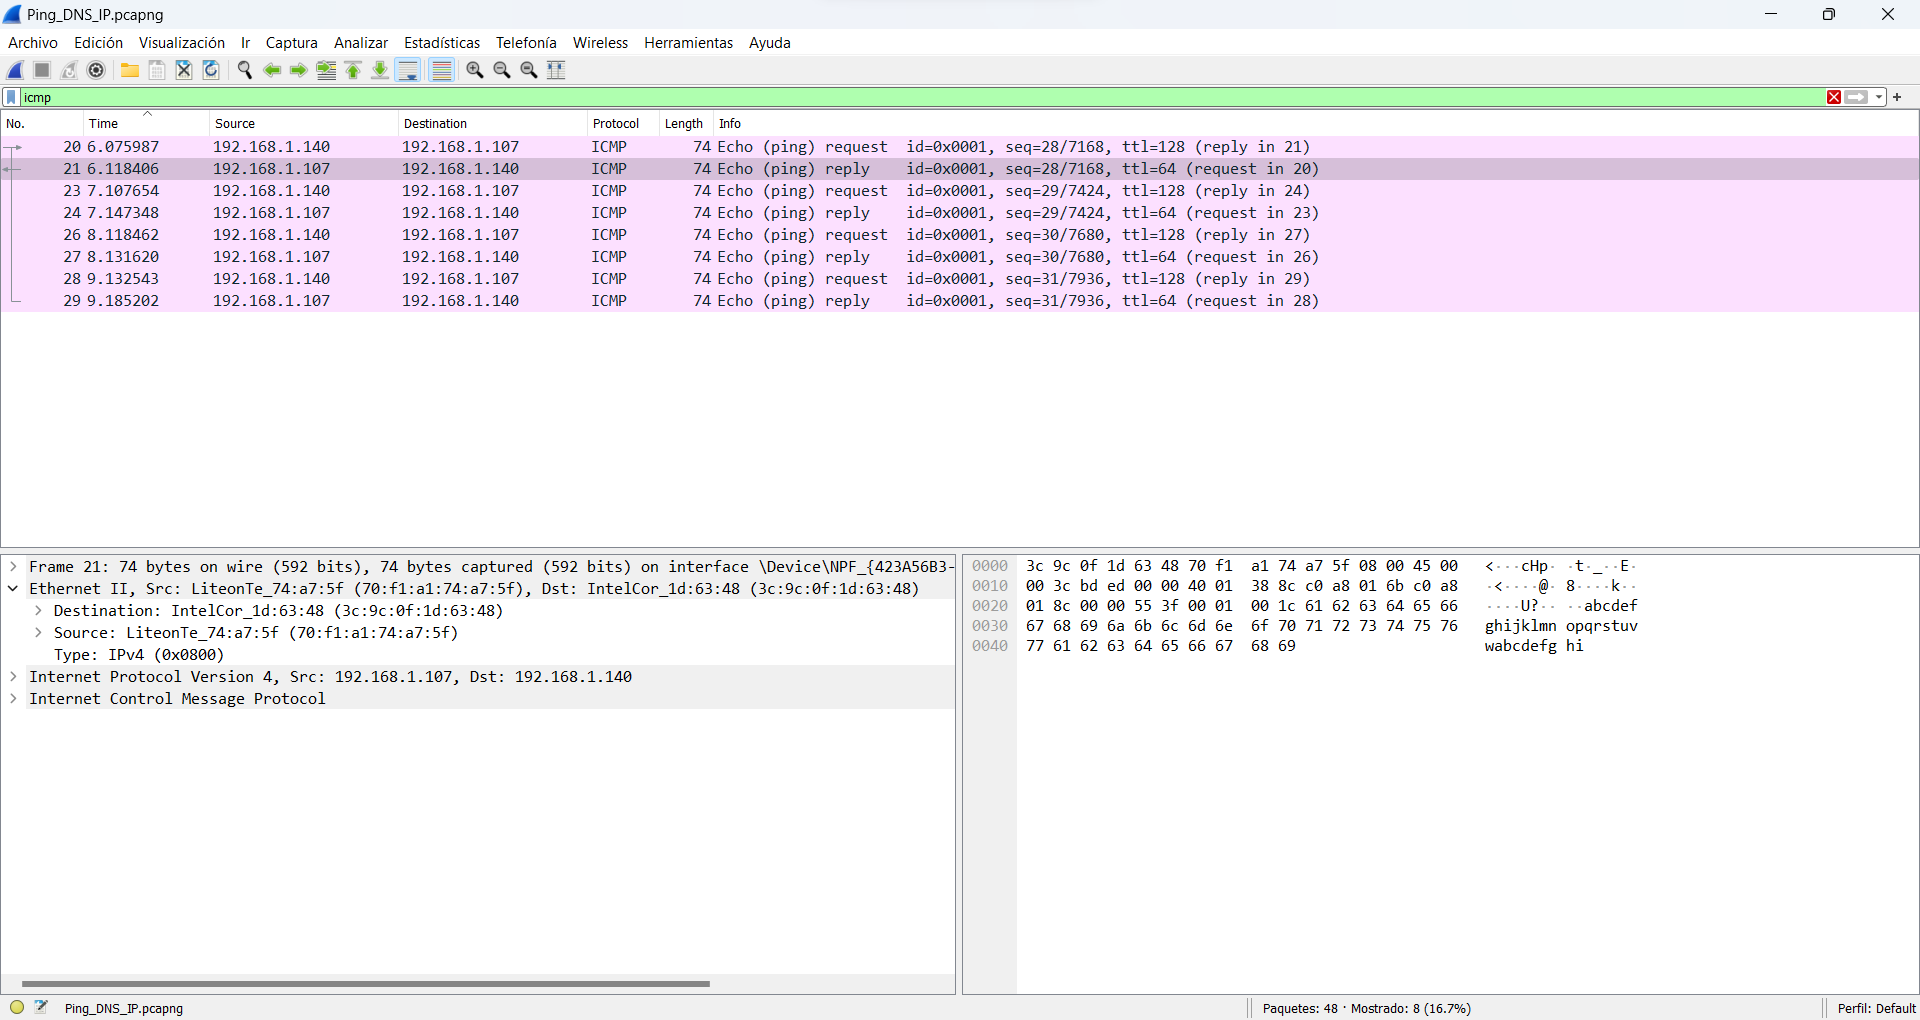 Ping_DNS_IP.pcapng
Archivo Edición Visualización Ir Captura Analizar Estadísticas Telefonía Wireless Herramientas Ayuda
icmp
No. Time Source Destination Protocol Length Info
20 6.075987 192.168.1.140 192.168.1.107 ICMP 74 Echo (ping) request id=0x0001, seq=28/7168, ttl=128 (reply in 21)
21 6.118406 192.168.1.107 192.168.1.140 ICMP 74 Echo (ping) reply id=0x0001, seq=28/7168, ttl=64 (request in 20)
23 7.107654 192.168.1.140 192.168.1.107 ICMP 74 Echo (ping) request id=0x0001, seq=29/7424, ttl=128 (reply in 24)
24 7.147348 192.168.1.107 192.168.1.140 ICMP 74 Echo (ping) reply id=0x0001, seq=29/7424, ttl=64 (request in 23)
26 8.118462 192.168.1.140 192.168.1.107 ICMP 74 Echo (ping) request id=0x0001, seq=30/7680, ttl=128 (reply in 27)
27 8.131620 192.168.1.107 192.168.1.140 ICMP 74 Echo (ping) reply id=0x0001, seq=30/7680, ttl=64 (request in 26)
28 9.132543 192.168.1.140 192.168.1.107 ICMP 74 Echo (ping) request id=0x0001, seq=31/7936, ttl=128 (reply in 29)
29 9.185202 192.168.1.107 192.168.1.140 ICMP 74 Echo (ping) reply id=0x0001, seq=31/7936, ttl=64 (request in 28)
Frame 21: 74 bytes on wire (592 bits), 74 bytes captured (592 bits) on interface \Device\NPF_{423A56B3-
Ethernet II, Src: LiteonTe_74:a7:5f (70:f1:a1:74:a7:5f), Dst: IntelCor_1d:63:48 (3c:9c:0f:1d:63:48)
Destination: IntelCor_1d:63:48 (3c:9c:0f:1d:63:48)
Source: LiteonTe_74:a7:5f (70:f1:a1:74:a7:5f)
Type: IPv4 (0x0800)
Internet Protocol Version 4, Src: 192.168.1.107, Dst: 192.168.1.140
Internet Control Message Protocol
0000 3c 9c 0f 1d 63 48 70 f1 a1 74 a7 5f 08 00 45 00 <···cHp· ·t·_··E·
0010 00 3c bd ed 00 00 40 01 38 8c c0 a8 01 6b c0 a8 ·<····@· 8····k··
0020 01 8c 00 00 55 3f 00 01 00 1c 61 62 63 64 65 66 ····U?·· ··abcdef
0030 67 68 69 6a 6b 6c 6d 6e 6f 70 71 72 73 74 75 76 ghijklmn opqrstuv
0040 77 61 62 63 64 65 66 67 68 69 wabcdefg hi
Ping_DNS_IP.pcapng Paquetes: 48 · Mostrado: 8 (16.7%) Perfil: Default